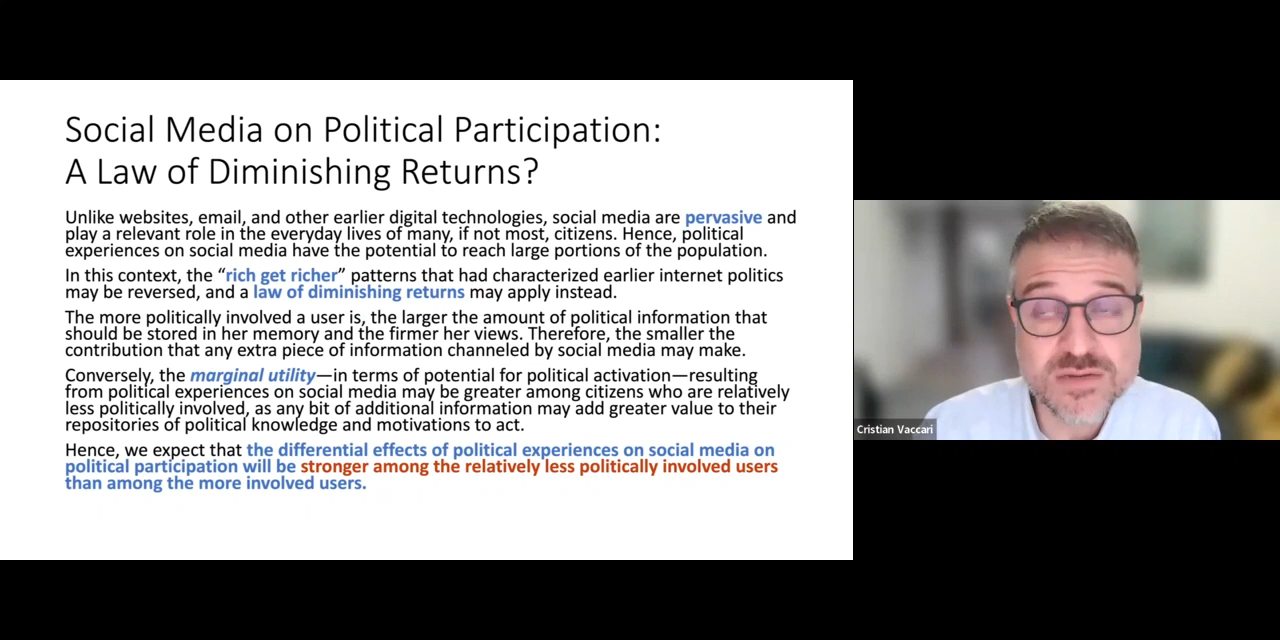 Social Media on Political Participation:
A Law of Diminishing Returns?
Unlike websites, email, and other earlier digital technologies, social media are pervasive and
play a relevant role in the everyday lives of many, if not most, citizens. Hence, political
experiences on social media have the potential to reach large portions of the population.
In this context, the “rich get richer” patterns that had characterized earlier internet politics
may be reversed, and a law of diminishing returns may apply instead.
The more politically involved a user is, the larger the amount of political information that
should be stored in her memory and the firmer her views. Therefore, the smaller the
contribution that any extra piece of information channeled by social media may make.
Conversely, the marginal utility—in terms of potential for political activation—resulting
from political experiences on social media may be greater among citizens who are relatively
less politically involved, as any bit of additional information may add greater value to their
repositories of political knowledge and motivations to act.
Hence, we expect that the differential effects of political experiences on social media on
political participation will be stronger among the relatively less politically involved users
than among the more involved users.
Cristian Vaccari